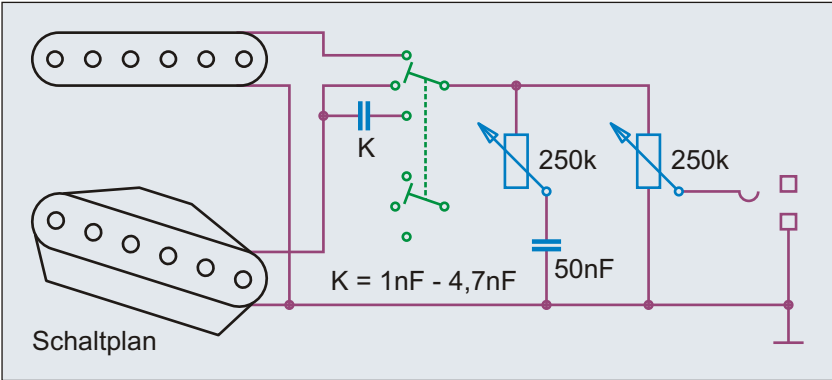 K
250k
250k
50nF
K = 1nF - 4,7nF
Schaltplan